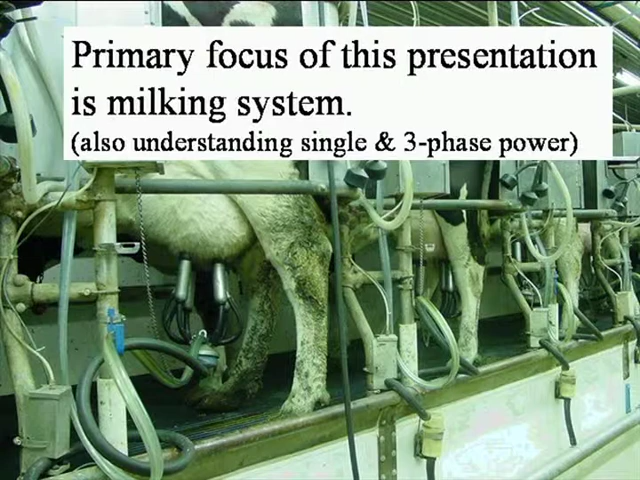 Primary focus of this presentation
is milking system.
(also understanding single & 3-phase power)